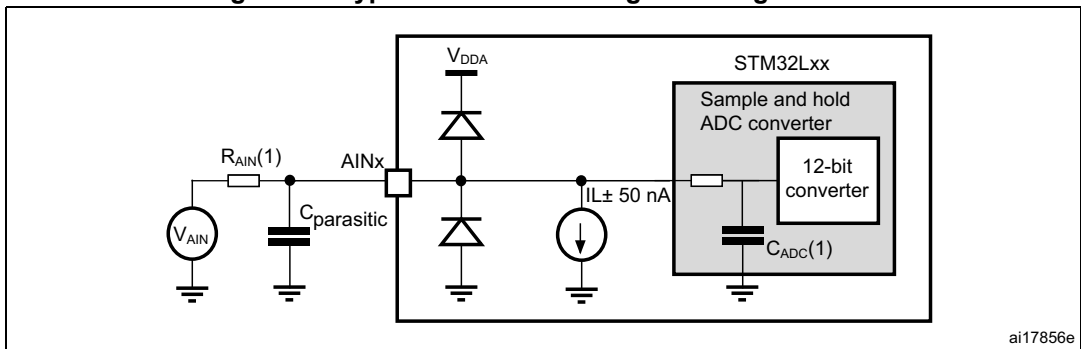 V_DDA
STM32Lxx
Sample and hold
ADC converter
R_AIN(1)
AINx
12-bit
converter
IL± 50 nA
C_parasitic
V_AIN
C_ADC(1)
ai17856e